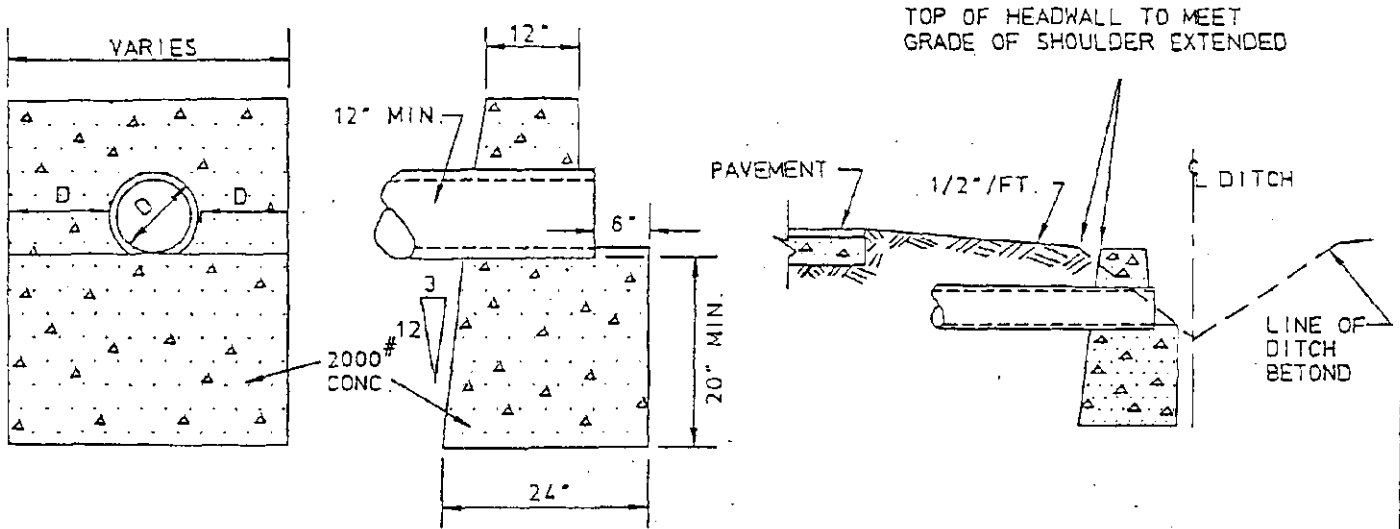 VARIES
D
D
D
2000#
CONC
12"
12" MIN.
6"
3
12
20" MIN.
24"
TOP OF HEADWALL TO MEET
GRADE OF SHOULDER EXTENDED
PAVEMENT
1/2"/FT.
℄ DITCH
LINE OF
DITCH
BETOND